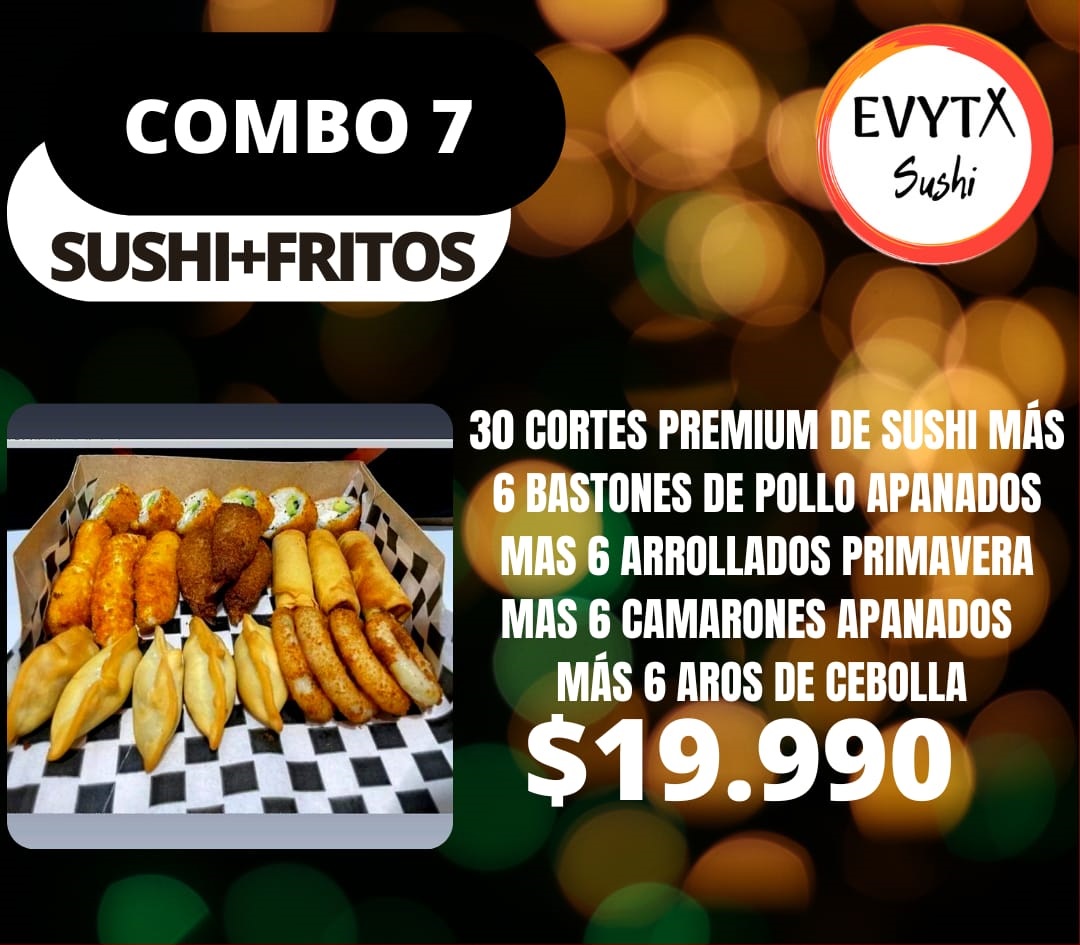 COMBO 7
SUSHI+FRITOS
EVYTA
Sushi
30 CORTES PREMIUM DE SUSHI MÁS
6 BASTONES DE POLLO APANADOS
MAS 6 ARROLLADOS PRIMAVERA
MAS 6 CAMARONES APANADOS
MÁS 6 AROS DE CEBOLLA
$19.990